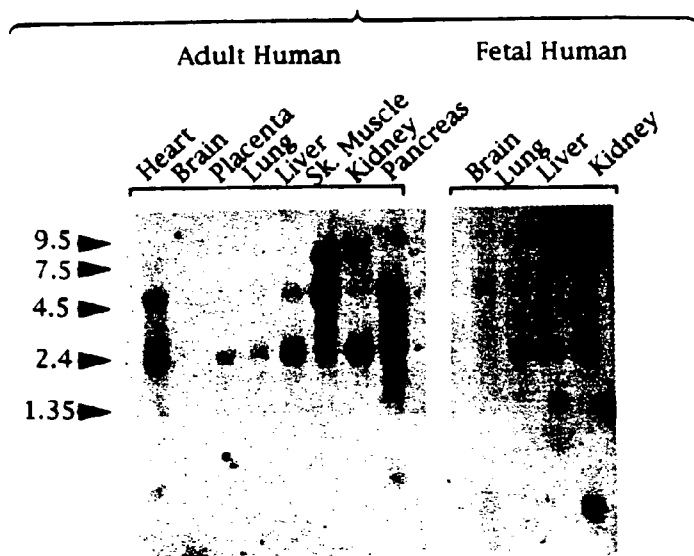 Adult Human Fetal Human
Heart Brain Placenta Lung Liver Sk. Muscle Kidney Pancreas Brain Lung Liver Kidney
9.5
7.5
4.5
2.4
1.35